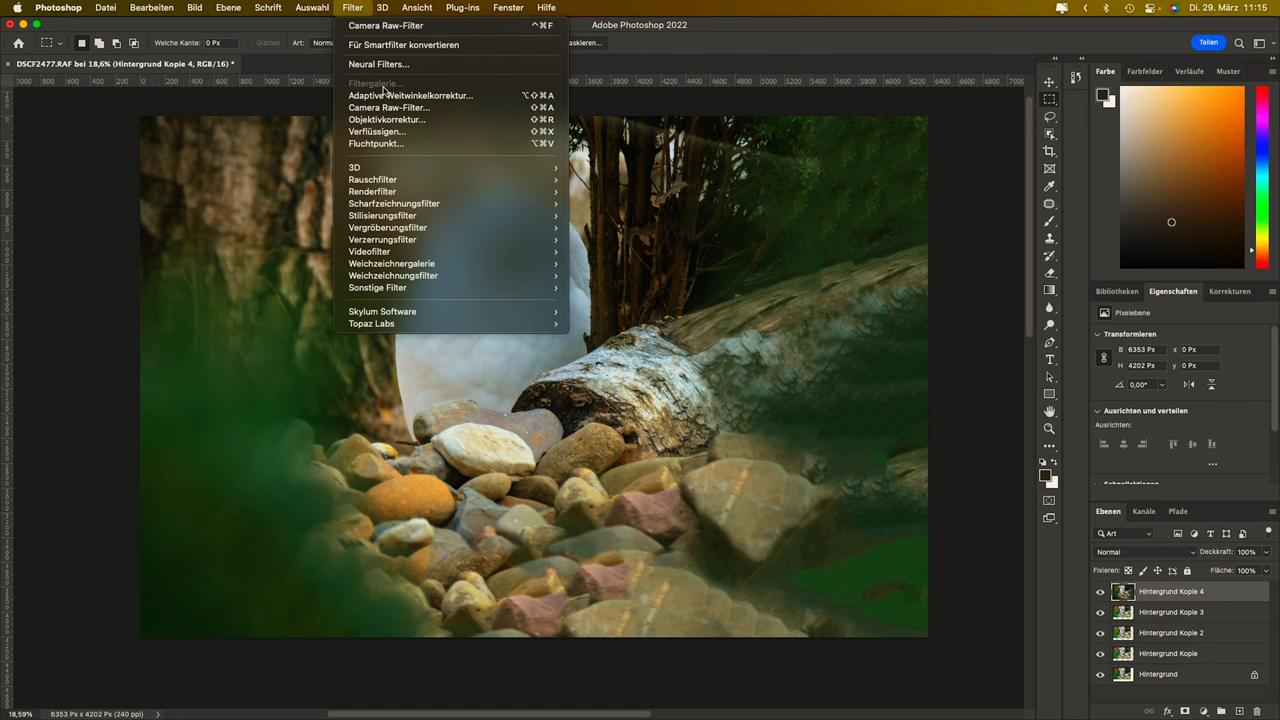 Photoshop Datei Bearbeiten Bild Ebene Schrift Auswahl Filter 3D Ansicht Plug-ins Fenster Hilfe Di. 29. März 11:15
Adobe Photoshop 2022
Weiche Kante: 0 Px Glätten Art: Teilen
DSCF2477.RAF bei 18,6% (Hintergrund Kopie 4, RGB/16) *
Camera Raw-Filter ^⌘F
Für Smartfilter konvertieren
Neural Filters...
Filtergalerie...
Adaptive Weitwinkelkorrektur... ⌥⇧⌘A
Camera Raw-Filter... ⇧⌘A
Objektivkorrektur... ⇧⌘R
Verflüssigen... ⇧⌘X
Fluchtpunkt... ⌥⌘V
3D
Rauschfilter
Renderfilter
Scharfzeichnungsfilter
Stilisierungsfilter
Vergröberungsfilter
Verzerrungsfilter
Videofilter
Weichzeichnergalerie
Weichzeichnungsfilter
Sonstige Filter
Skylum Software
Topaz Labs
Farbe Farbfelder Verläufe Muster
Bibliotheken Eigenschaften Korrekturen
Pixelebene
Transformieren
B 6353 Px x 0 Px
H 4202 Px y 0 Px
0,00°
Ausrichten und verteilen
Ausrichten:
Ebenen Kanäle Pfade
Art
Normal Deckkraft: 100%
Fixieren: Fläche: 100%
Hintergrund Kopie 4
Hintergrund Kopie 3
Hintergrund Kopie 2
Hintergrund Kopie
Hintergrund
18,59% 6353 Px x 4202 Px (240 ppi)